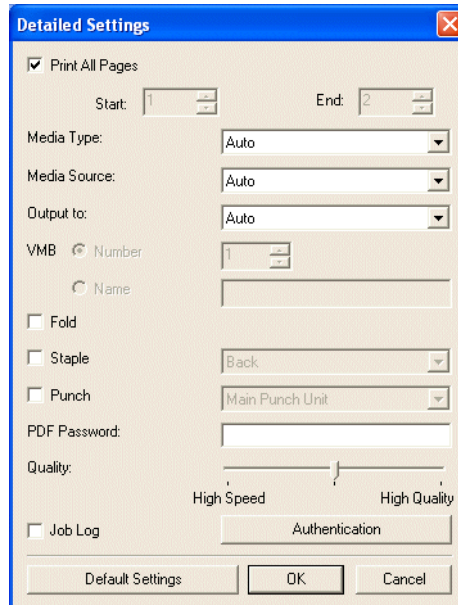 Detailed Settings
Print All Pages
Start: 1 End: 2
Media Type: Auto
Media Source: Auto
Output to: Auto
VMB Number 1
Name
Fold
Staple Back
Punch Main Punch Unit
PDF Password:
Quality:
High Speed High Quality
Job Log Authentication
Default Settings OK Cancel